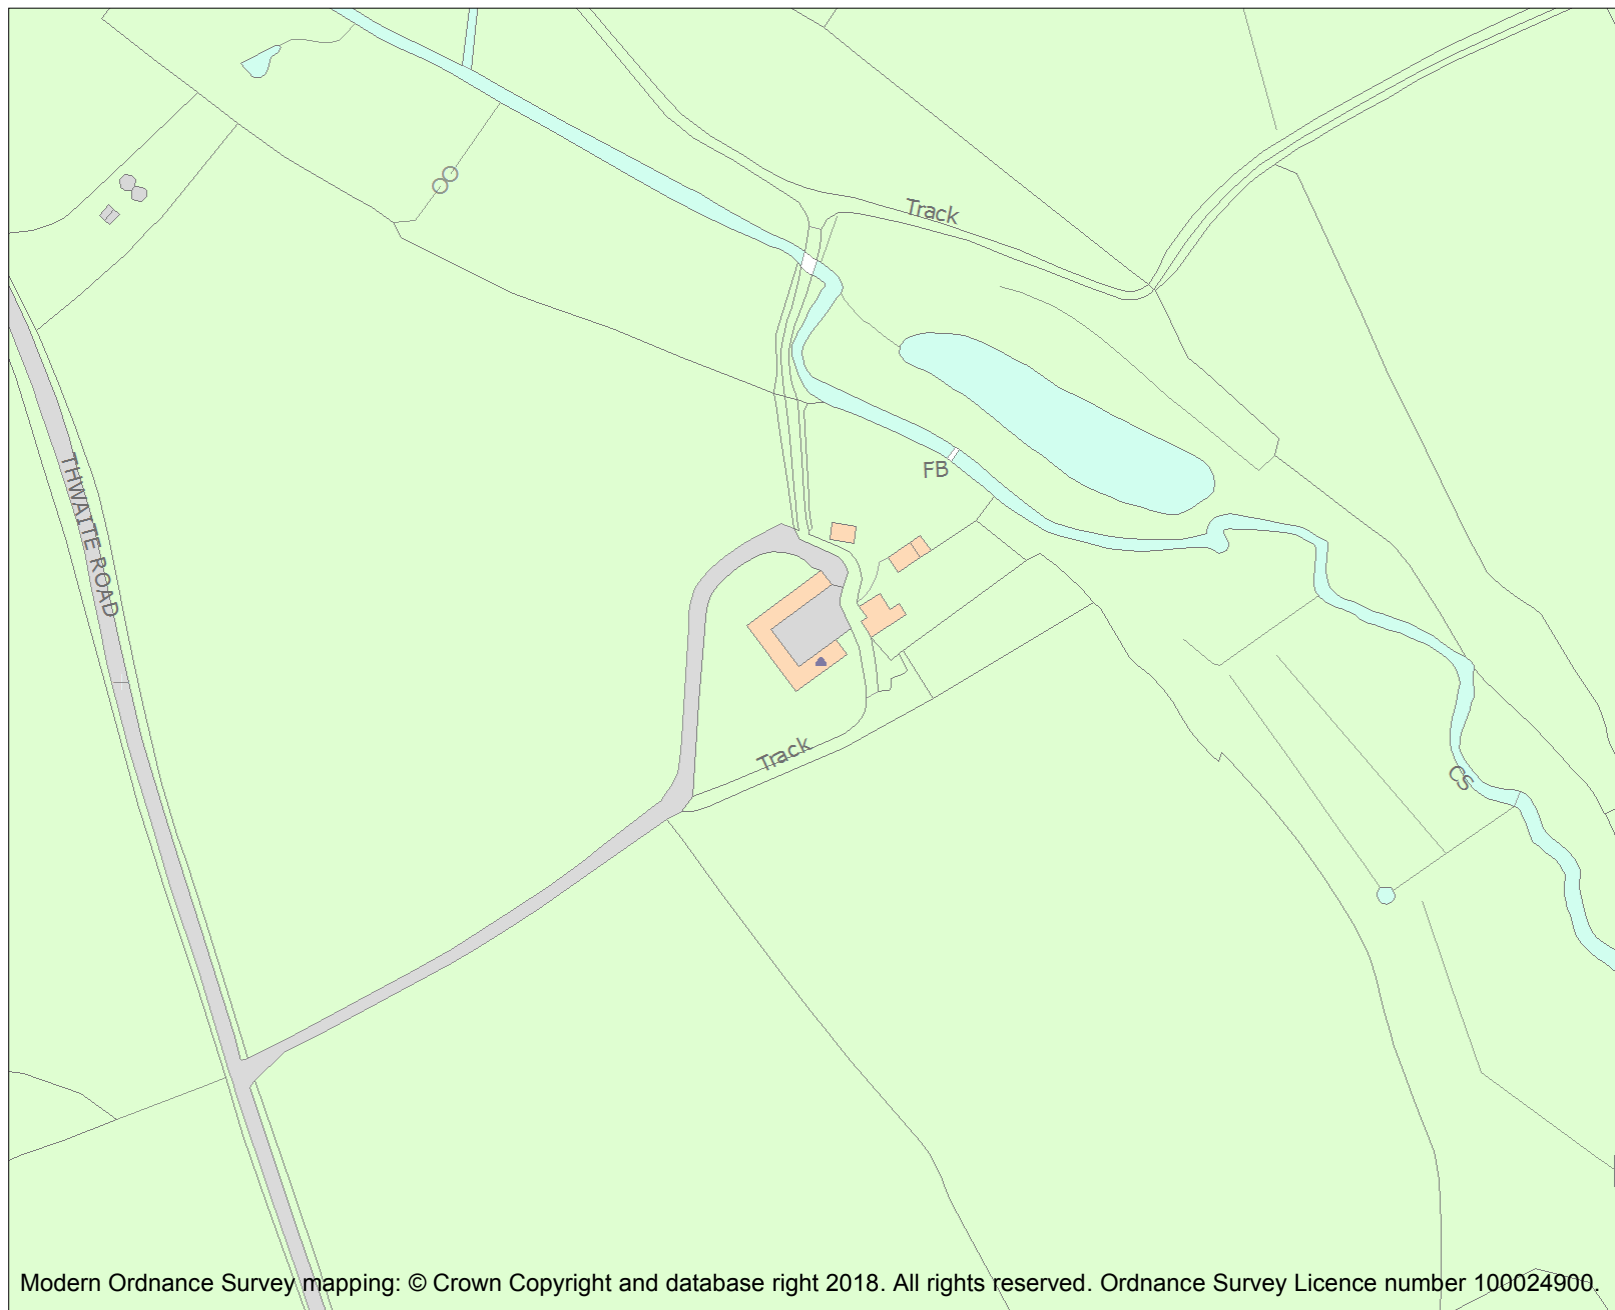 Track
THWAITE ROAD
FB
Track
CS
Modern Ordnance Survey mapping: © Crown Copyright and database right 2018. All rights reserved. Ordnance Survey Licence number 100024900.